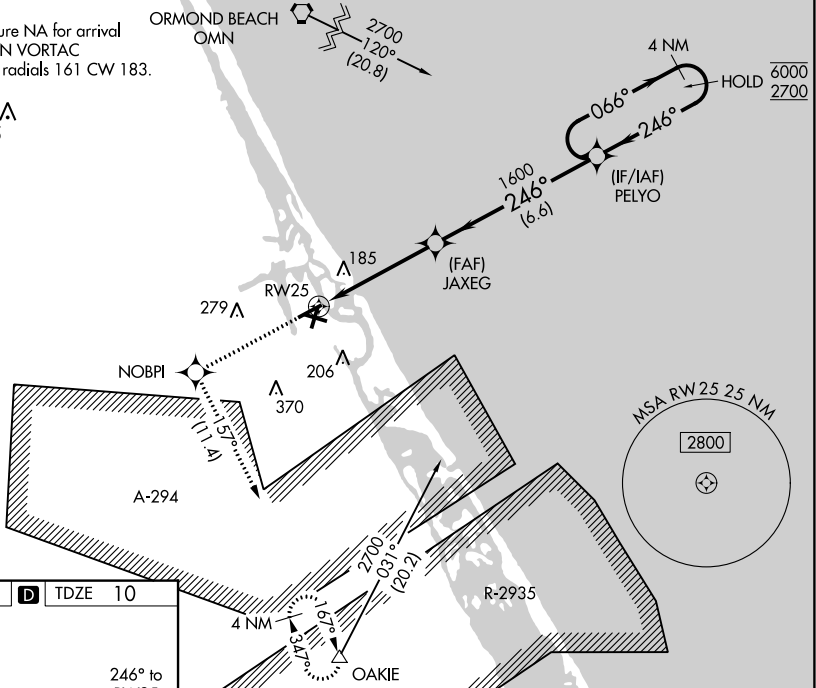 ure NA for arrival
N VORTAC
radials 161 CW 183.
ORMOND BEACH
OMN
2700
120°
(20.8)
4 NM
HOLD
6000
2700
066°
246°
(IF/IAF)
PELYO
1600
246°
(6.6)
(FAF)
JAXEG
185
RW25
279
NOBPI
206
370
157°
(11.4)
MSA RW25 25 NM
2800
A-294
2700
031°
(20.2)
R-2935
D TDZE 10
4 NM
167°
347°
OAKIE
246° to